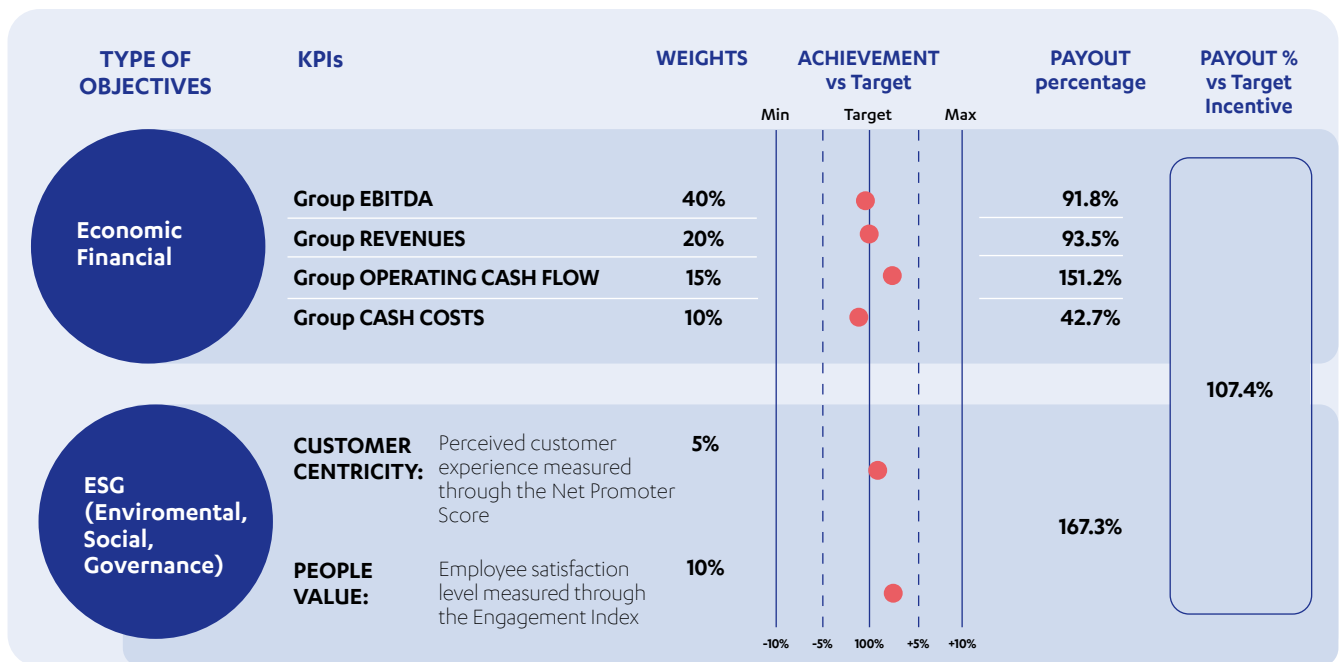 TYPE OF
OBJECTIVES
KPIs
WEIGHTS
ACHIEVEMENT
vs Target
PAYOUT
percentage
PAYOUT %
vs Target
Incentive
Min
Target
Max
Economic
Financial
Group EBITDA 40% 91.8%
Group REVENUES 20% 93.5%
Group OPERATING CASH FLOW 15% 151.2%
Group CASH COSTS 10% 42.7%
107.4%
ESG
(Enviromental,
Social,
Governance)
CUSTOMER
CENTRICITY:
Perceived customer
experience measured
through the Net Promoter
Score
5%
167.3%
PEOPLE
VALUE:
Employee satisfaction
level measured through
the Engagement Index
10%
-10% -5% 100% +5% +10%